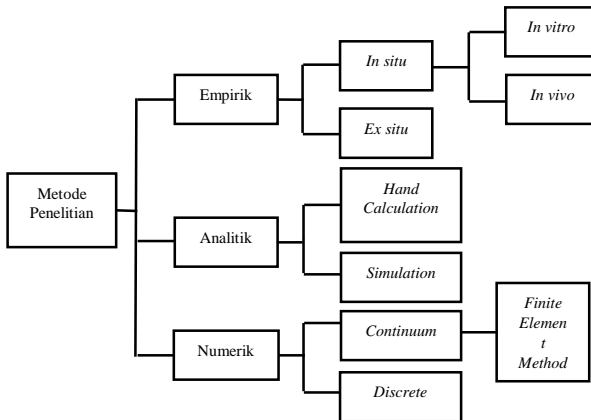 Metode
Penelitian
Empirik
In situ
In vitro
In vivo
Ex situ
Analitik
Hand
Calculation
Simulation
Numerik
Continuum
Finite
Elemen
t
Method
Discrete